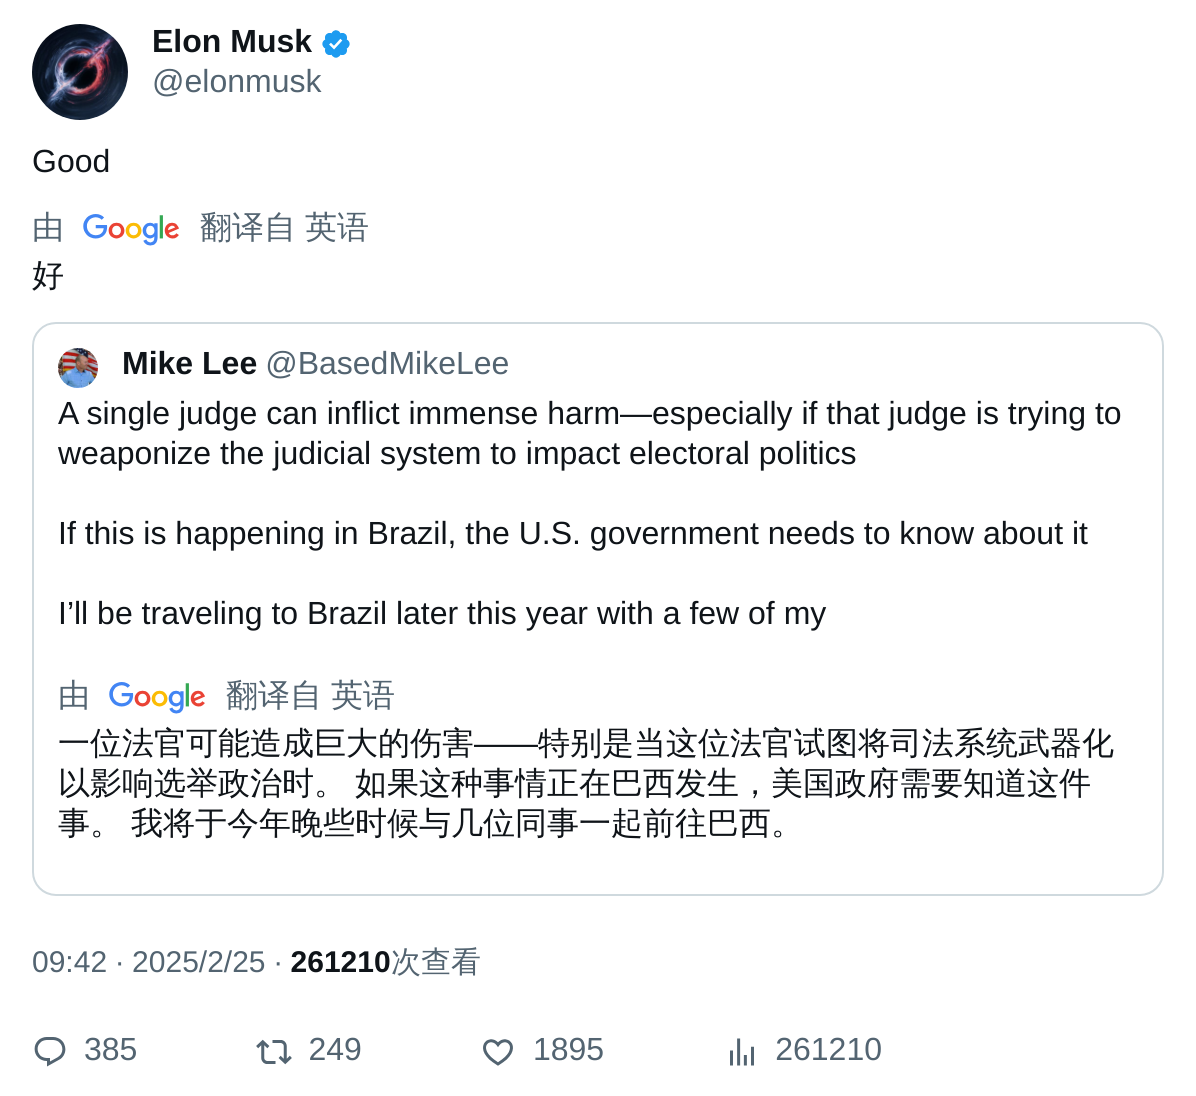 Elon Musk
@elonmusk
Good
由 Google 翻译自 英语
好
Mike Lee @BasedMikeLee
A single judge can inflict immense harm—especially if that judge is trying to
weaponize the judicial system to impact electoral politics
If this is happening in Brazil, the U.S. government needs to know about it
I’ll be traveling to Brazil later this year with a few of my
由 Google 翻译自 英语
一位法官可能造成巨大的伤害——特别是当这位法官试图将司法系统武器化
以影响选举政治时。 如果这种事情正在巴西发生，美国政府需要知道这件
事。 我将于今年晚些时候与几位同事一起前往巴西。
09:42 · 2025/2/25 · 261210次查看
385 249 1895 261210